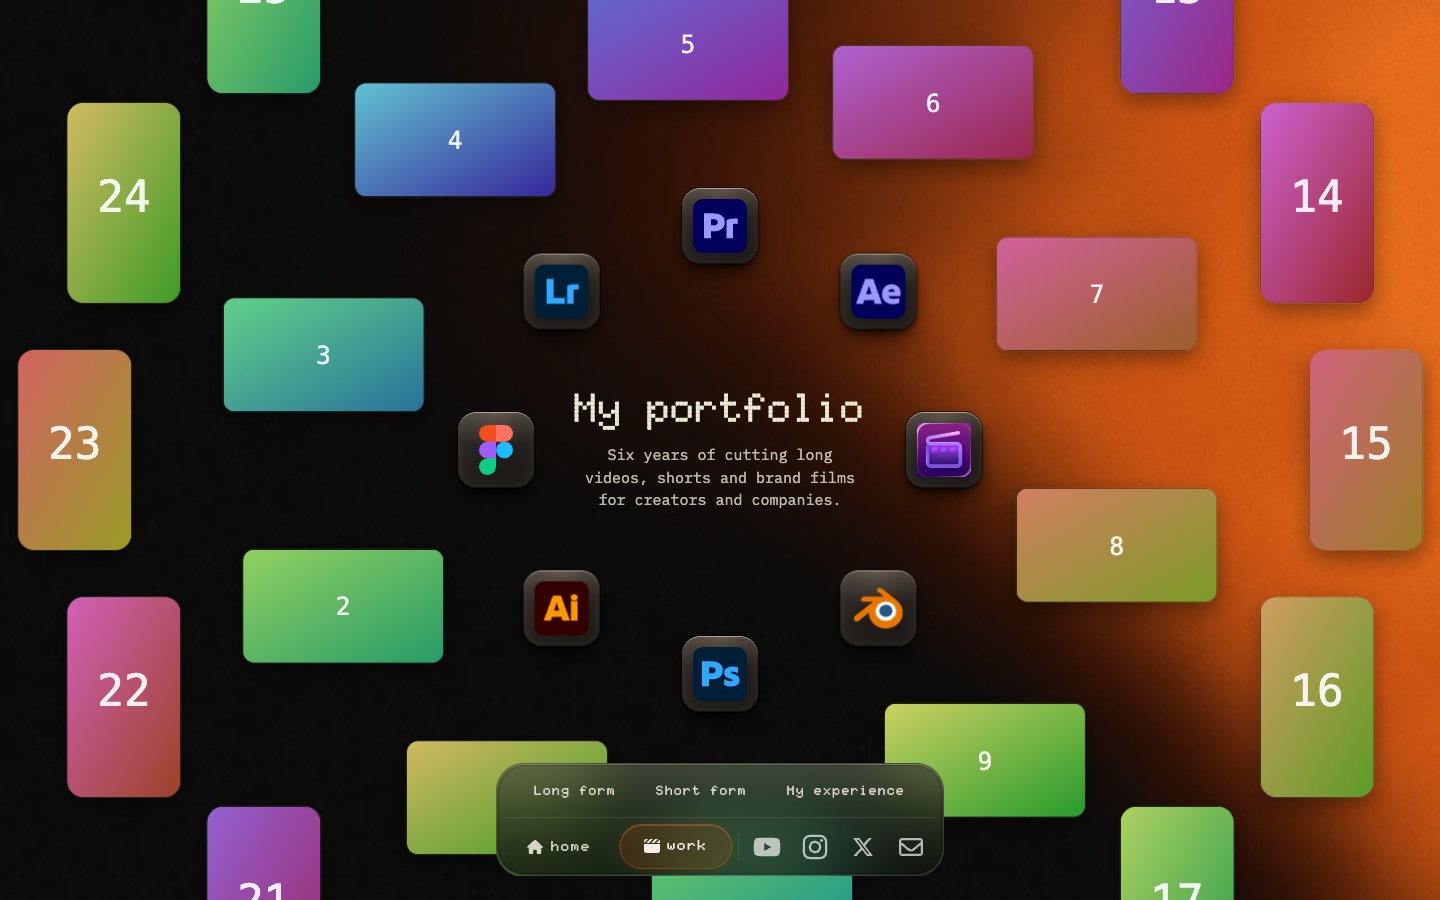 5
6
4
24
14
Pr
Lr
Ae
7
3
My portfolio
23
15
Six years of cutting long
videos, shorts and brand films
for creators and companies.
8
2
Ai
Ps
22
16
9
Long form Short form My experience
home work
21
17